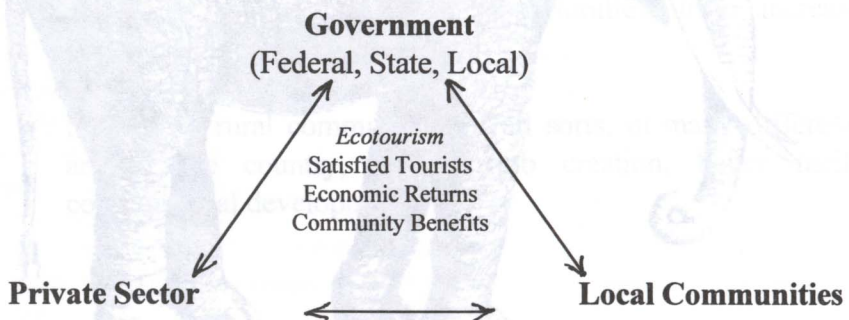 Government
(Federal, State, Local)
Ecotourism
Satisfied Tourists
Economic Returns
Community Benefits
Private Sector
Local Communities